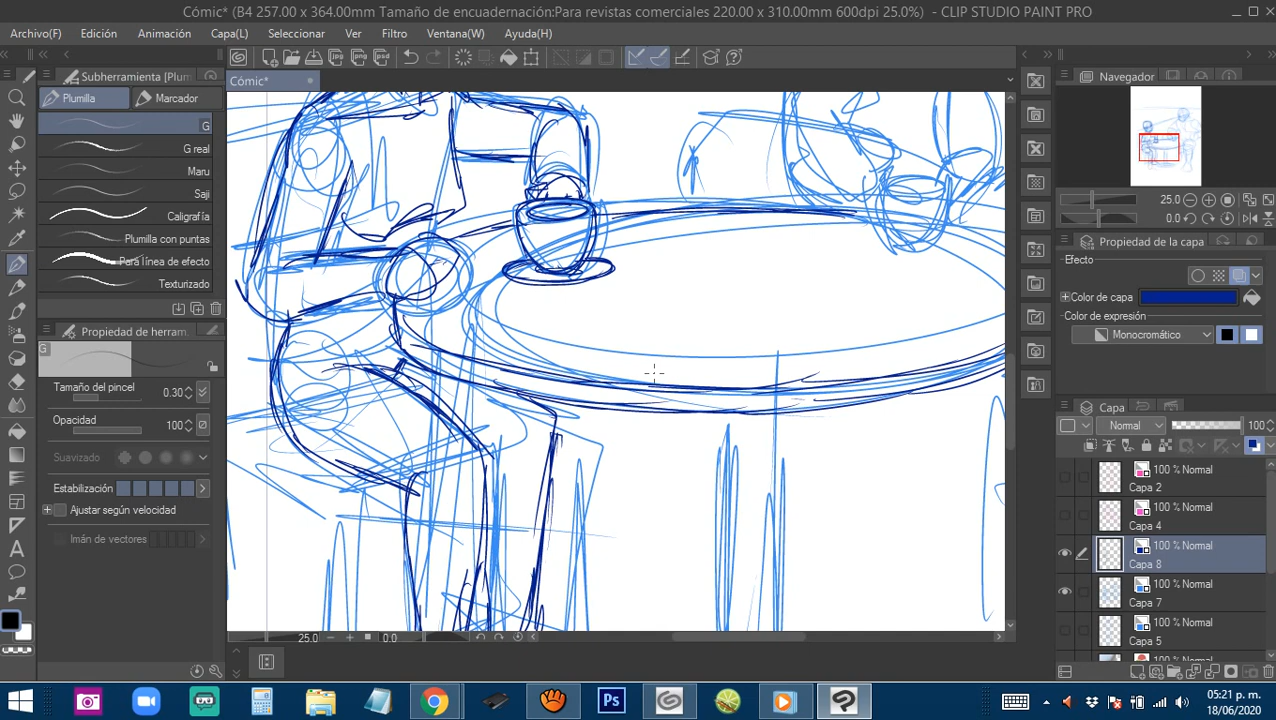 Cómic* (B4 257.00 x 364.00mm Tamaño de encuadernación:Para revistas comerciales 220.00 x 310.00mm 600dpi 25.0%) - CLIP STUDIO PAINT PRO
Archivo(F) Edición Animación Capa(L) Seleccionar Ver Filtro Ventana(W) Ayuda(H)
Subherramienta (Plum
Plumilla Marcador
G
G real
Maru
Saji
Caligrafía
Plumilla con puntas
Para línea de efecto
Texturizado
Propiedad de herram
G
Tamaño del pincel 0.30
Opacidad 100
Suavizado
Estabilización
Ajustar según velocidad
Imán de vectores
Cómic*
25.0 0.0
Navegador
25.0
0.0
Propiedad de la capa
Efecto
Color de capa
Color de expresión
Monocromático
Capa
Normal 100
100 % Normal
Capa 2
100 % Normal
Capa 4
100 % Normal
Capa 8
100 % Normal
Capa 7
100 % Normal
Capa 5
100 % Normal
Ps
05:21 p. m.
18/06/2020